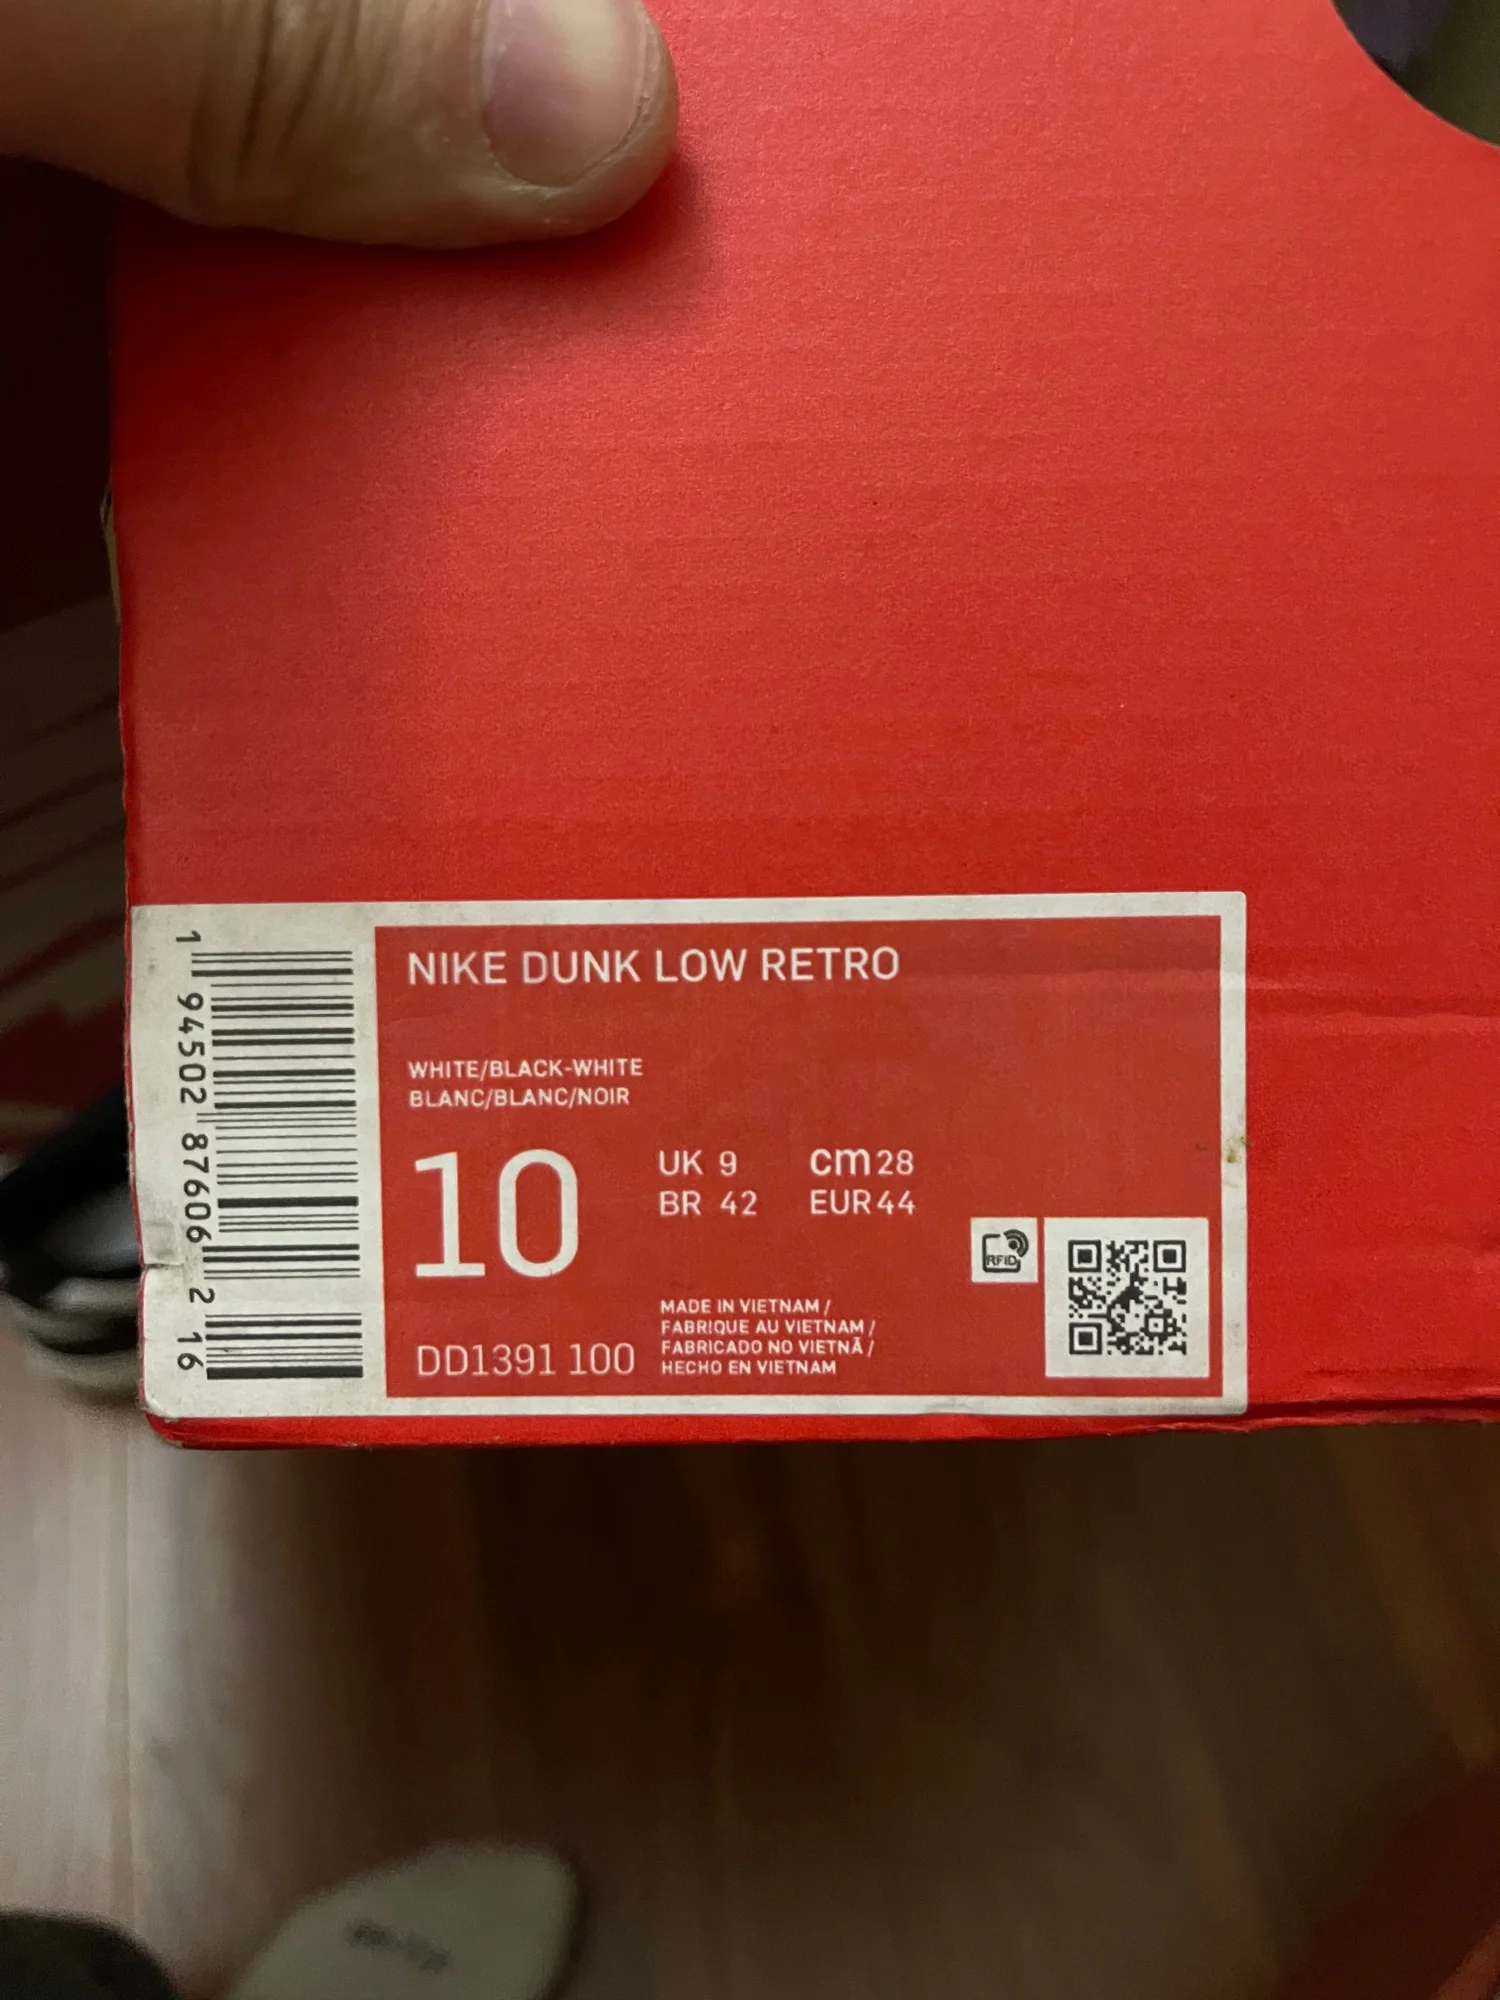 NIKE DUNK LOW RETRO
WHITE/BLACK-WHITE
BLANC/BLANC/NOIR
10
UK 9 cm 28
BR 42 EUR 44
DD1391 100
MADE IN VIETNAM /
FABRIQUE AU VIETNAM /
FABRICADO NO VIETNÃ /
HECHO EN VIETNAM
RFID
1 94502 87606 2 16